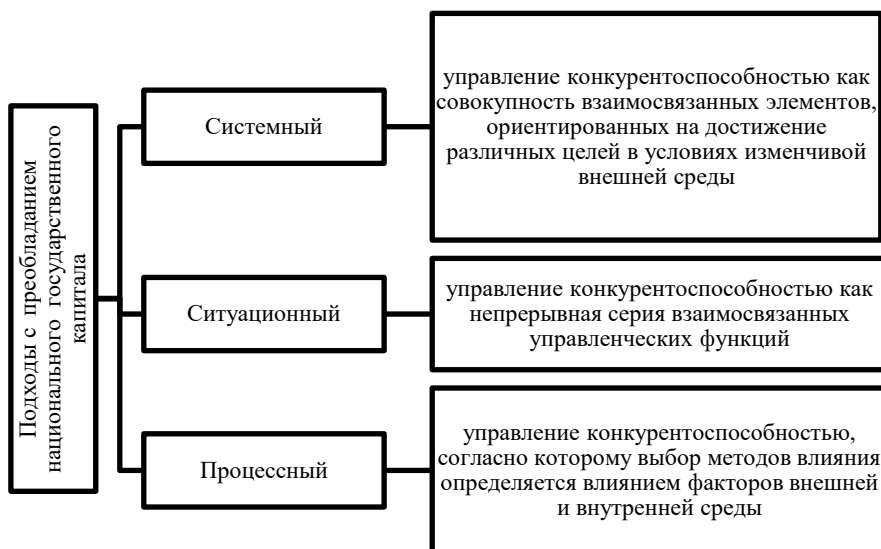 Подходы с преобладанием
национального государственного
капитала
Системный
управление конкурентоспособностью как
совокупность взаимосвязанных элементов,
ориентированных на достижение
различных целей в условиях изменчивой
внешней среды
Ситуационный
управление конкурентоспособностью как
непрерывная серия взаимосвязанных
управленческих функций
Процессный
управление конкурентоспособностью,
согласно которому выбор методов влияния
определяется влиянием факторов внешней
и внутренней среды